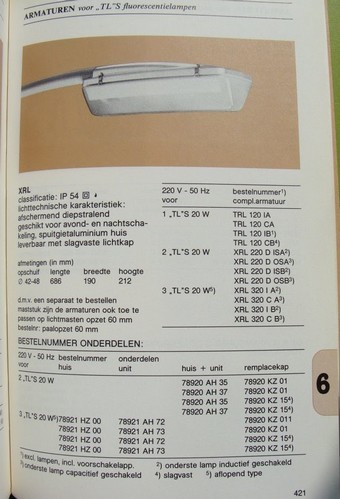 ARMATUREN voor „TL”S fluorescentielampen
XRL
classificatie: IP 54
lichttechnische karakteristiek:
afschermend diepstralend
geschikt voor avond- en nachtscha-
keling, spuitgietaluminium huis
leverbaar met slagvaste lichtkap
afmetingen (in mm)
opschuif lengte breedte hoogte
∅ 42-48 686 190 212
d.m.v. een separaat te bestellen
maststuk zijn de armaturen ook toe te
passen op lichtmasten opzet 60 mm
bestelnr: paalopzet 60 mm
220 V - 50 Hz bestelnummer¹)
voor compl.armatuur
1 „TL”S 20 W TRL 120 IA
TRL 120 CA
TRL 120 IB¹)
TRL 120 CB⁴)
2 „TL”S 20 W XRL 220 D ISA²)
XRL 220 D OSA³)
XRL 220 D ISB²)
XRL 220 D OSB³)
3 „TL”S 20 W⁵) XRL 320 I A²)
XRL 320 C A³)
XRL 320 I B²)
XRL 320 C B³)
BESTELNUMMER ONDERDELEN:
220 V - 50 Hz bestelnummer onderdelen
voor huis unit huis + unit remplacekap
2 „TL”S 20 W 78920 AH 35 78920 KZ 01
78920 AH 37 78920 KZ 01
78920 AH 35 78920 KZ 15⁴)
78920 AH 37 78920 KZ 15⁴)
3 „TL”S 20 W⁵) 78921 HZ 00 78921 AH 72 78920 KZ 011
78921 HZ 00 78921 AH 73 78920 KZ 01
78921 HZ 00 78921 AH 72 78920 KZ 15⁴)
78921 HZ 00 78921 AH 73 78920 KZ 15⁴)
¹) excl. lampen, incl. voorschakelapp. ²) onderste lamp inductief geschakeld
³) onderste lamp capacitief geschakeld ⁴) slagvast ⁵) aflopend type
6
421